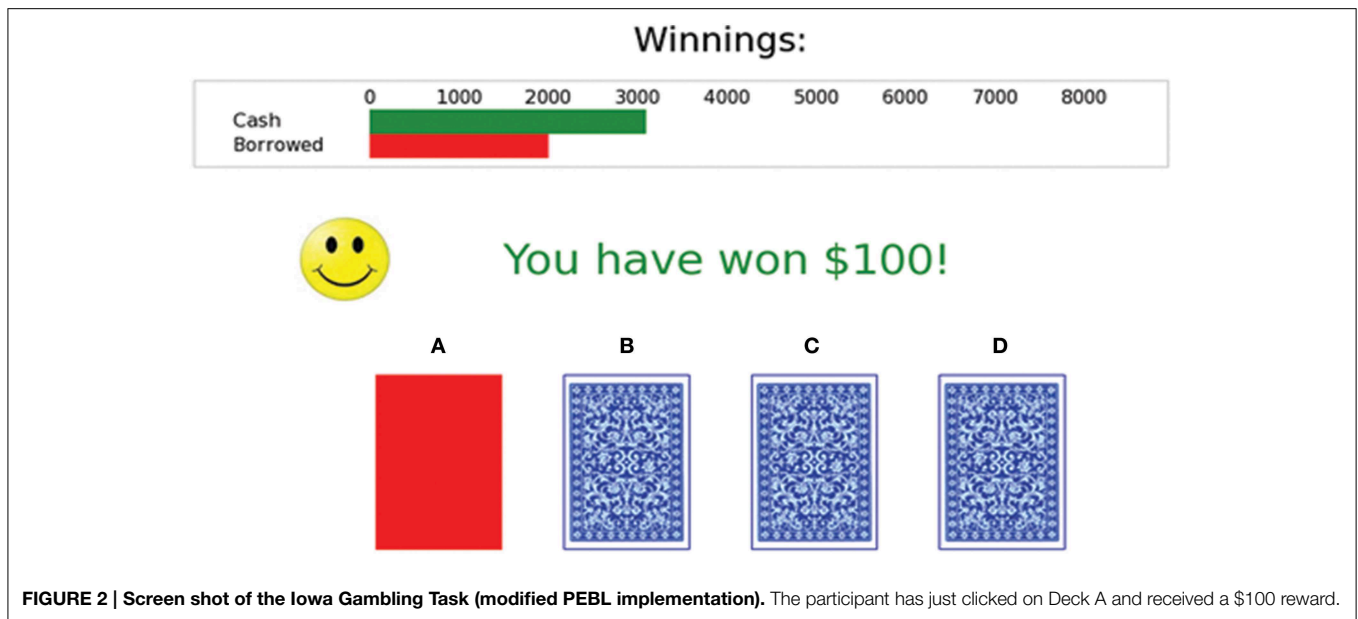 Winnings:
0 1000 2000 3000 4000 5000 6000 7000 8000
Cash
Borrowed
You have won $100!
A B C D
FIGURE 2 | Screen shot of the Iowa Gambling Task (modified PEBL implementation). The participant has just clicked on Deck A and received a $100 reward.